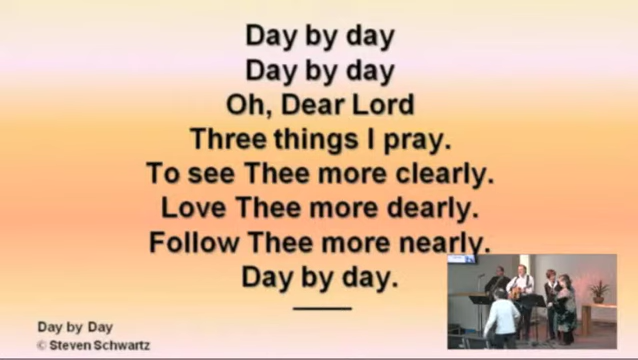 Day by day
Day by day
Oh, Dear Lord
Three things I pray.
To see Thee more clearly.
Love Thee more dearly.
Follow Thee more nearly.
Day by day.
Day by Day
© Steven Schwartz